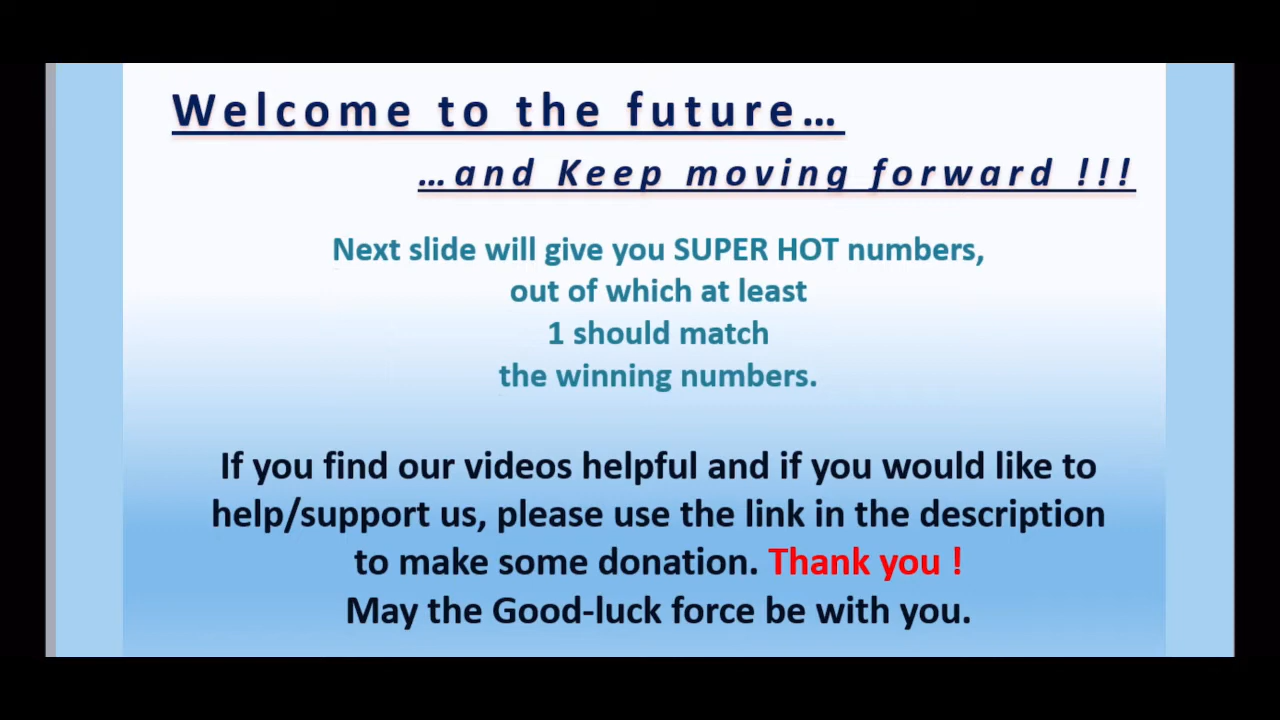 Welcome to the future...
...and Keep moving forward !!!
Next slide will give you SUPER HOT numbers,
out of which at least
1 should match
the winning numbers.
If you find our videos helpful and if you would like to
help/support us, please use the link in the description
to make some donation. Thank you !
May the Good-luck force be with you.